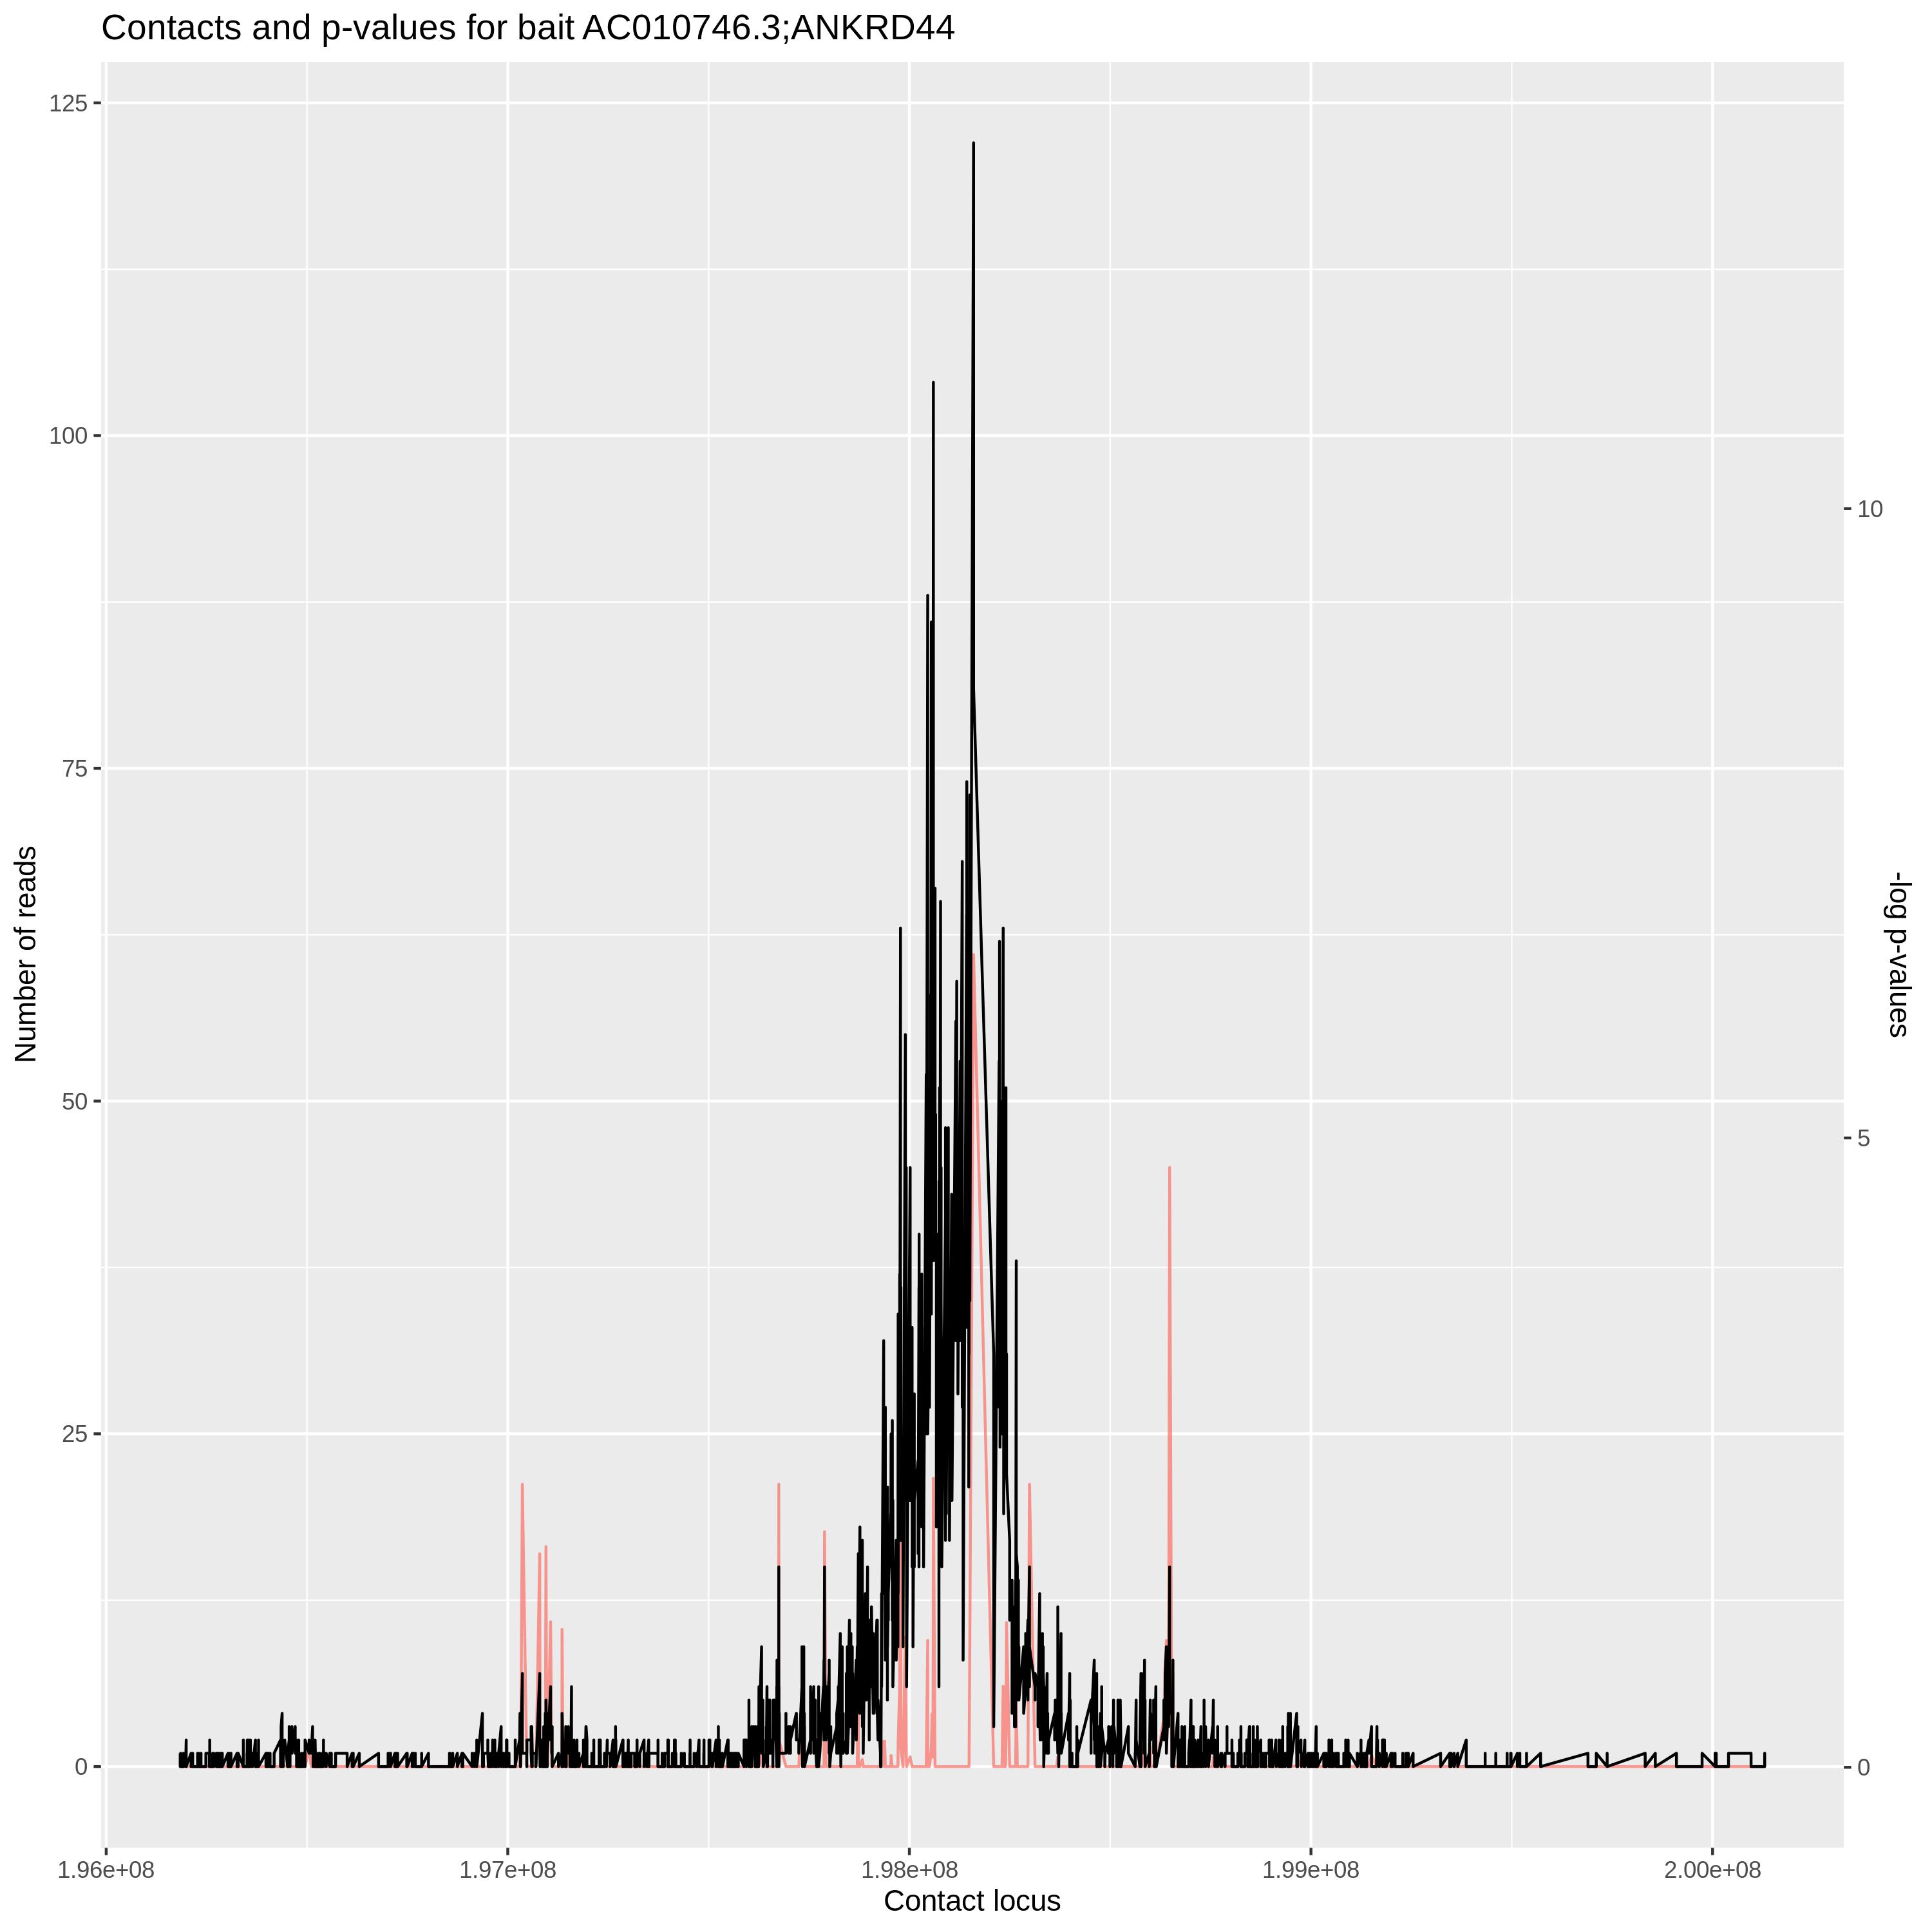 Contacts and p-values for bait AC010746.3;ANKRD44
125
100
75
50
25
0
Number of reads
10
5
0
-log p-values
1.96e+08
1.97e+08
1.98e+08
1.99e+08
2.00e+08
Contact locus